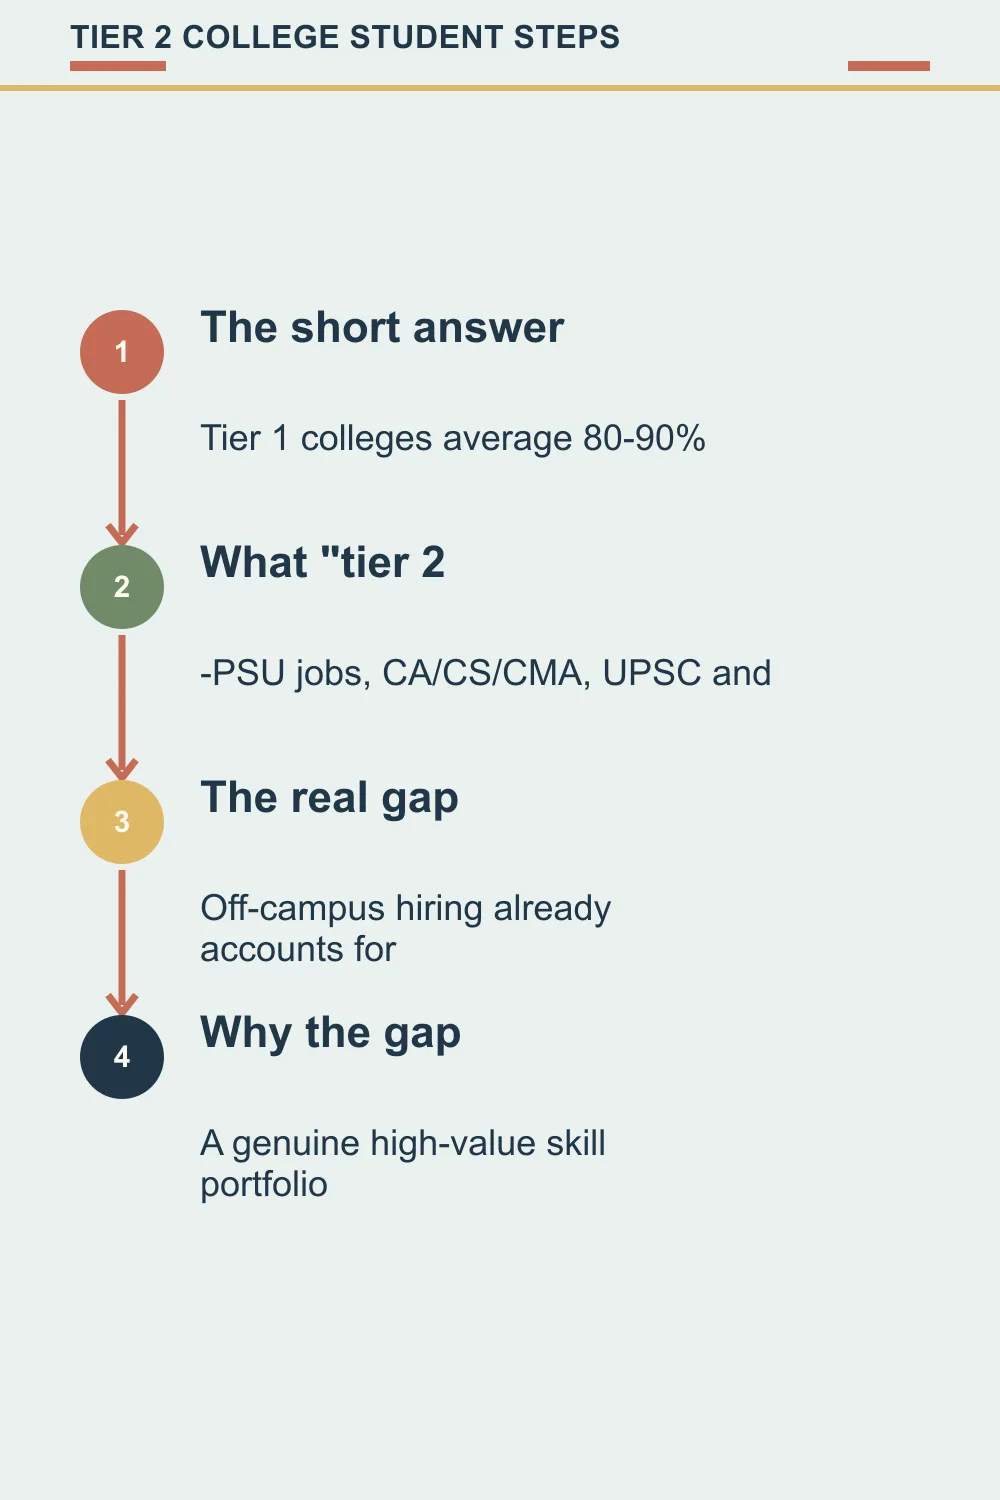 TIER 2 COLLEGE STUDENT STEPS
1
The short answer
Tier 1 colleges average 80-90%
2
What "tier 2
-PSU jobs, CA/CS/CMA, UPSC and
3
The real gap
Off-campus hiring already
accounts for
4
Why the gap
A genuine high-value skill
portfolio